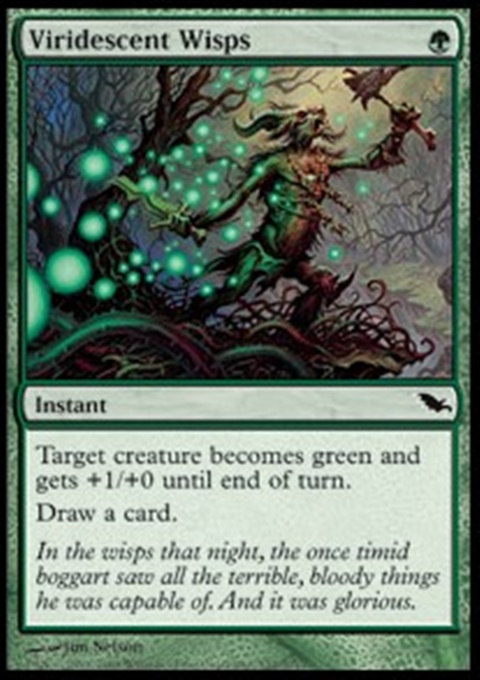 Viridescent Wisps
Instant
Target creature becomes green and
gets +1/+0 until end of turn.
Draw a card.
In the wisps that night, the once timid
boggart saw all the terrible, bloody things
he was capable of. And it was glorious.
Jim Nelson